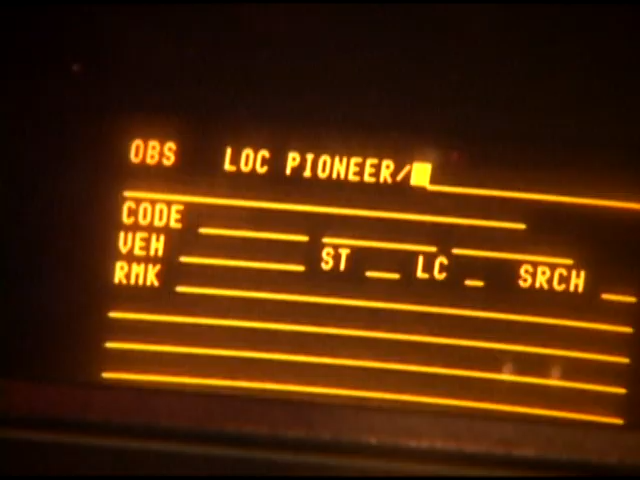 OBS LOC PIONEER/
CODE
VEH ST LC SRCH
RMK